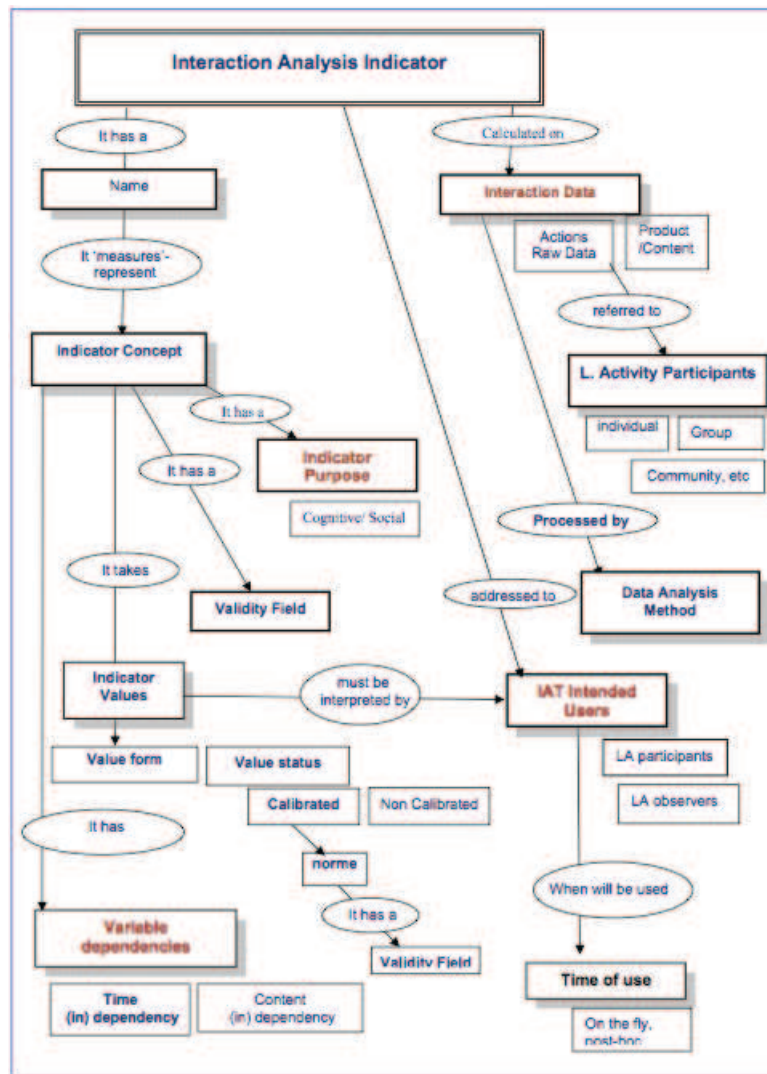 Interaction Analysis Indicator
It has a
Calculated on
Name
Interaction Data
Actions
Raw Data
Product
/Content
It 'measures'-
represent
referred to
Indicator Concept
L. Activity Participants
It has a
individual
Group
Indicator
Purpose
It has a
Community, etc
Cognitive/ Social
Processed by
It takes
Validity Field
addressed to
Data Analysis
Method
Indicator
Values
must be
interpreted by
IAT Intended
Users
Value form
Value status
LA participants
Calibrated
Non Calibrated
LA observers
It has
norme
When will be used
It has a
Variable
dependencies
Validity Field
Time of use
Time
(in) dependency
Content
(in) dependency
On the fly,
post-hoc